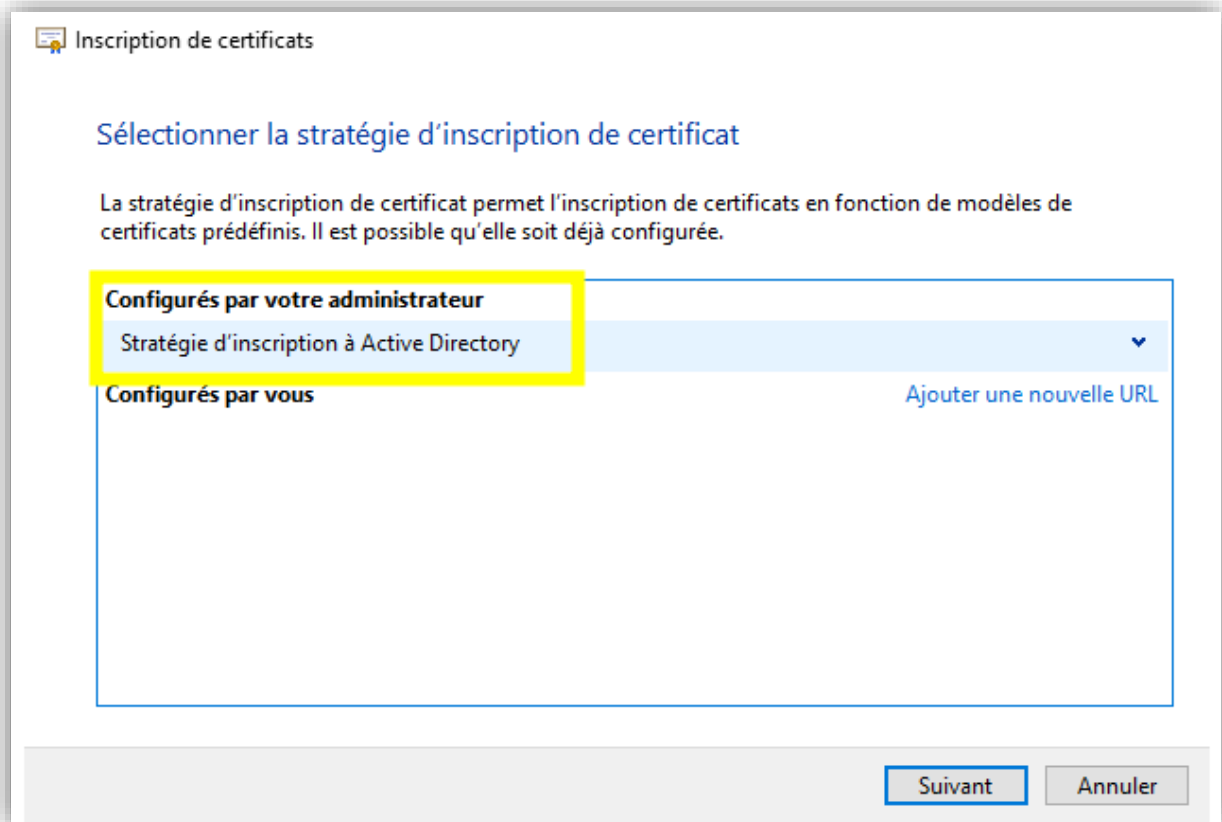 Inscription de certificats
Sélectionner la stratégie d’inscription de certificat
La stratégie d’inscription de certificat permet l’inscription de certificats en fonction de modèles de
certificats prédéfinis. Il est possible qu’elle soit déjà configurée.
Configurés par votre administrateur
Stratégie d’inscription à Active Directory
Configurés par vous
Ajouter une nouvelle URL
Suivant
Annuler